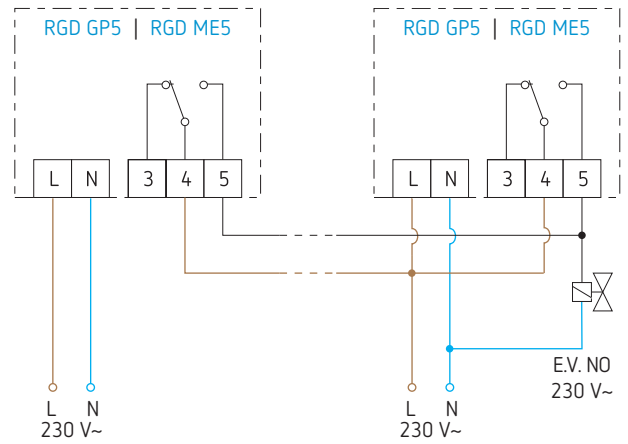 RGD GP5 | RGD ME5
L N 3 4 5
L N
230 V~
RGD GP5 | RGD ME5
L N 3 4 5
E.V. NO
230 V~
L N
230 V~